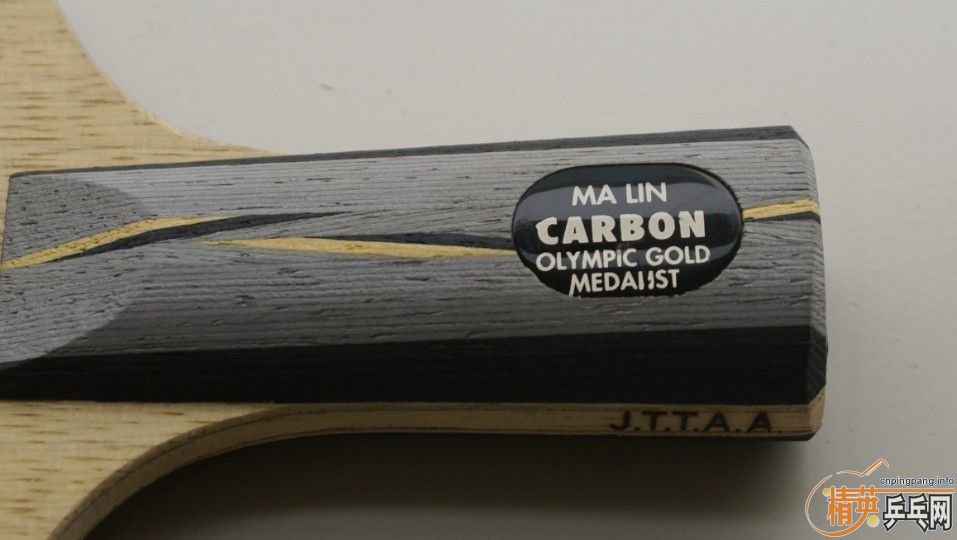 MA LIN
CARBON
OLYMPIC GOLD
MEDALIST
J.T.T.A.A
cnpingpang.info
精英乒乓网